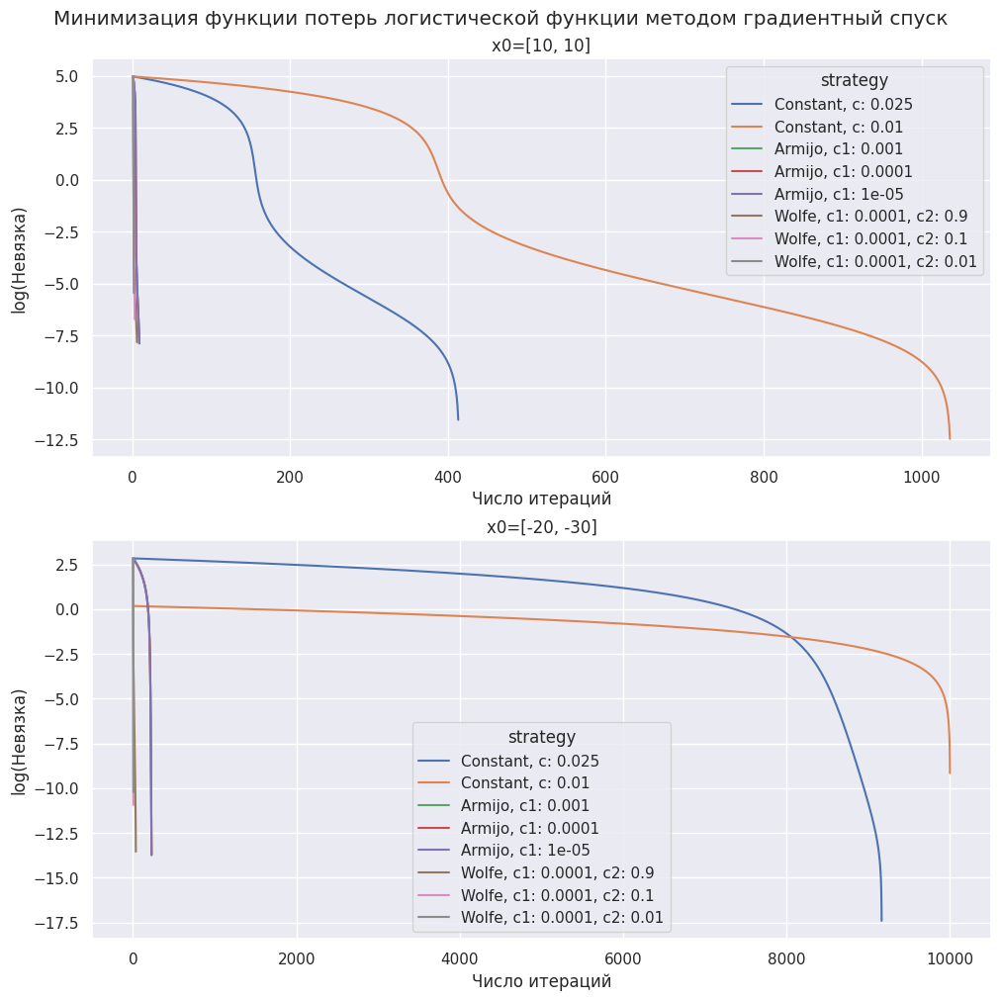 Минимизация функции потерь логистической функции методом градиентный спуск
x0=[10, 10]
log(Невязка)
5.0
2.5
0.0
−2.5
−5.0
−7.5
−10.0
−12.5
strategy
Constant, c: 0.025
Constant, c: 0.01
Armijo, c1: 0.001
Armijo, c1: 0.0001
Armijo, c1: 1e-05
Wolfe, c1: 0.0001, c2: 0.9
Wolfe, c1: 0.0001, c2: 0.1
Wolfe, c1: 0.0001, c2: 0.01
0 200 400 600 800 1000
Число итераций
x0=[-20, -30]
log(Невязка)
2.5
0.0
−2.5
−5.0
−7.5
−10.0
−12.5
−15.0
−17.5
strategy
Constant, c: 0.025
Constant, c: 0.01
Armijo, c1: 0.001
Armijo, c1: 0.0001
Armijo, c1: 1e-05
Wolfe, c1: 0.0001, c2: 0.9
Wolfe, c1: 0.0001, c2: 0.1
Wolfe, c1: 0.0001, c2: 0.01
0 2000 4000 6000 8000 10000
Число итераций